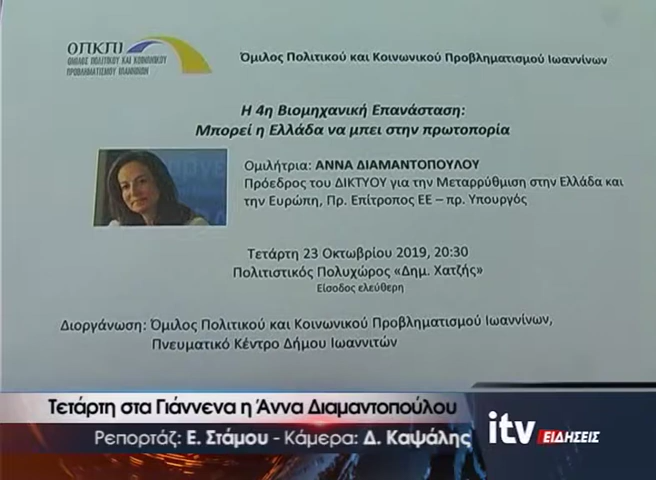 ΟΠΚΠΙ
ΟΜΙΛΟΣ ΠΟΛΙΤΙΚΟΥ ΚΑΙ ΚΟΙΝΩΝΙΚΟΥ
ΠΡΟΒΛΗΜΑΤΙΣΜΟΥ ΙΩΑΝΝΙΝΩΝ
Όμιλος Πολιτικού και Κοινωνικού Προβληματισμού Ιωαννίνων
Η 4η Βιομηχανική Επανάσταση:
Μπορεί η Ελλάδα να μπει στην πρωτοπορία
Ομιλήτρια: ΑΝΝΑ ΔΙΑΜΑΝΤΟΠΟΥΛΟΥ
Πρόεδρος του ΔΙΚΤΥΟΥ για την Μεταρρύθμιση στην Ελλάδα και
την Ευρώπη, Πρ. Επίτροπος ΕΕ – πρ. Υπουργός
Τετάρτη 23 Οκτωβρίου 2019, 20:30
Πολιτιστικός Πολυχώρος «Δημ. Χατζής»
Είσοδος ελεύθερη
Διοργάνωση: Όμιλος Πολιτικού και Κοινωνικού Προβληματισμού Ιωαννίνων,
Πνευματικό Κέντρο Δήμου Ιωαννιτών
Τετάρτη στα Γιάννενα η Άννα Διαμαντοπούλου
Ρεπορτάζ: Ε. Στάμου - Κάμερα: Δ. Καψάλης
itv ΕΙΔΗΣΕΙΣ